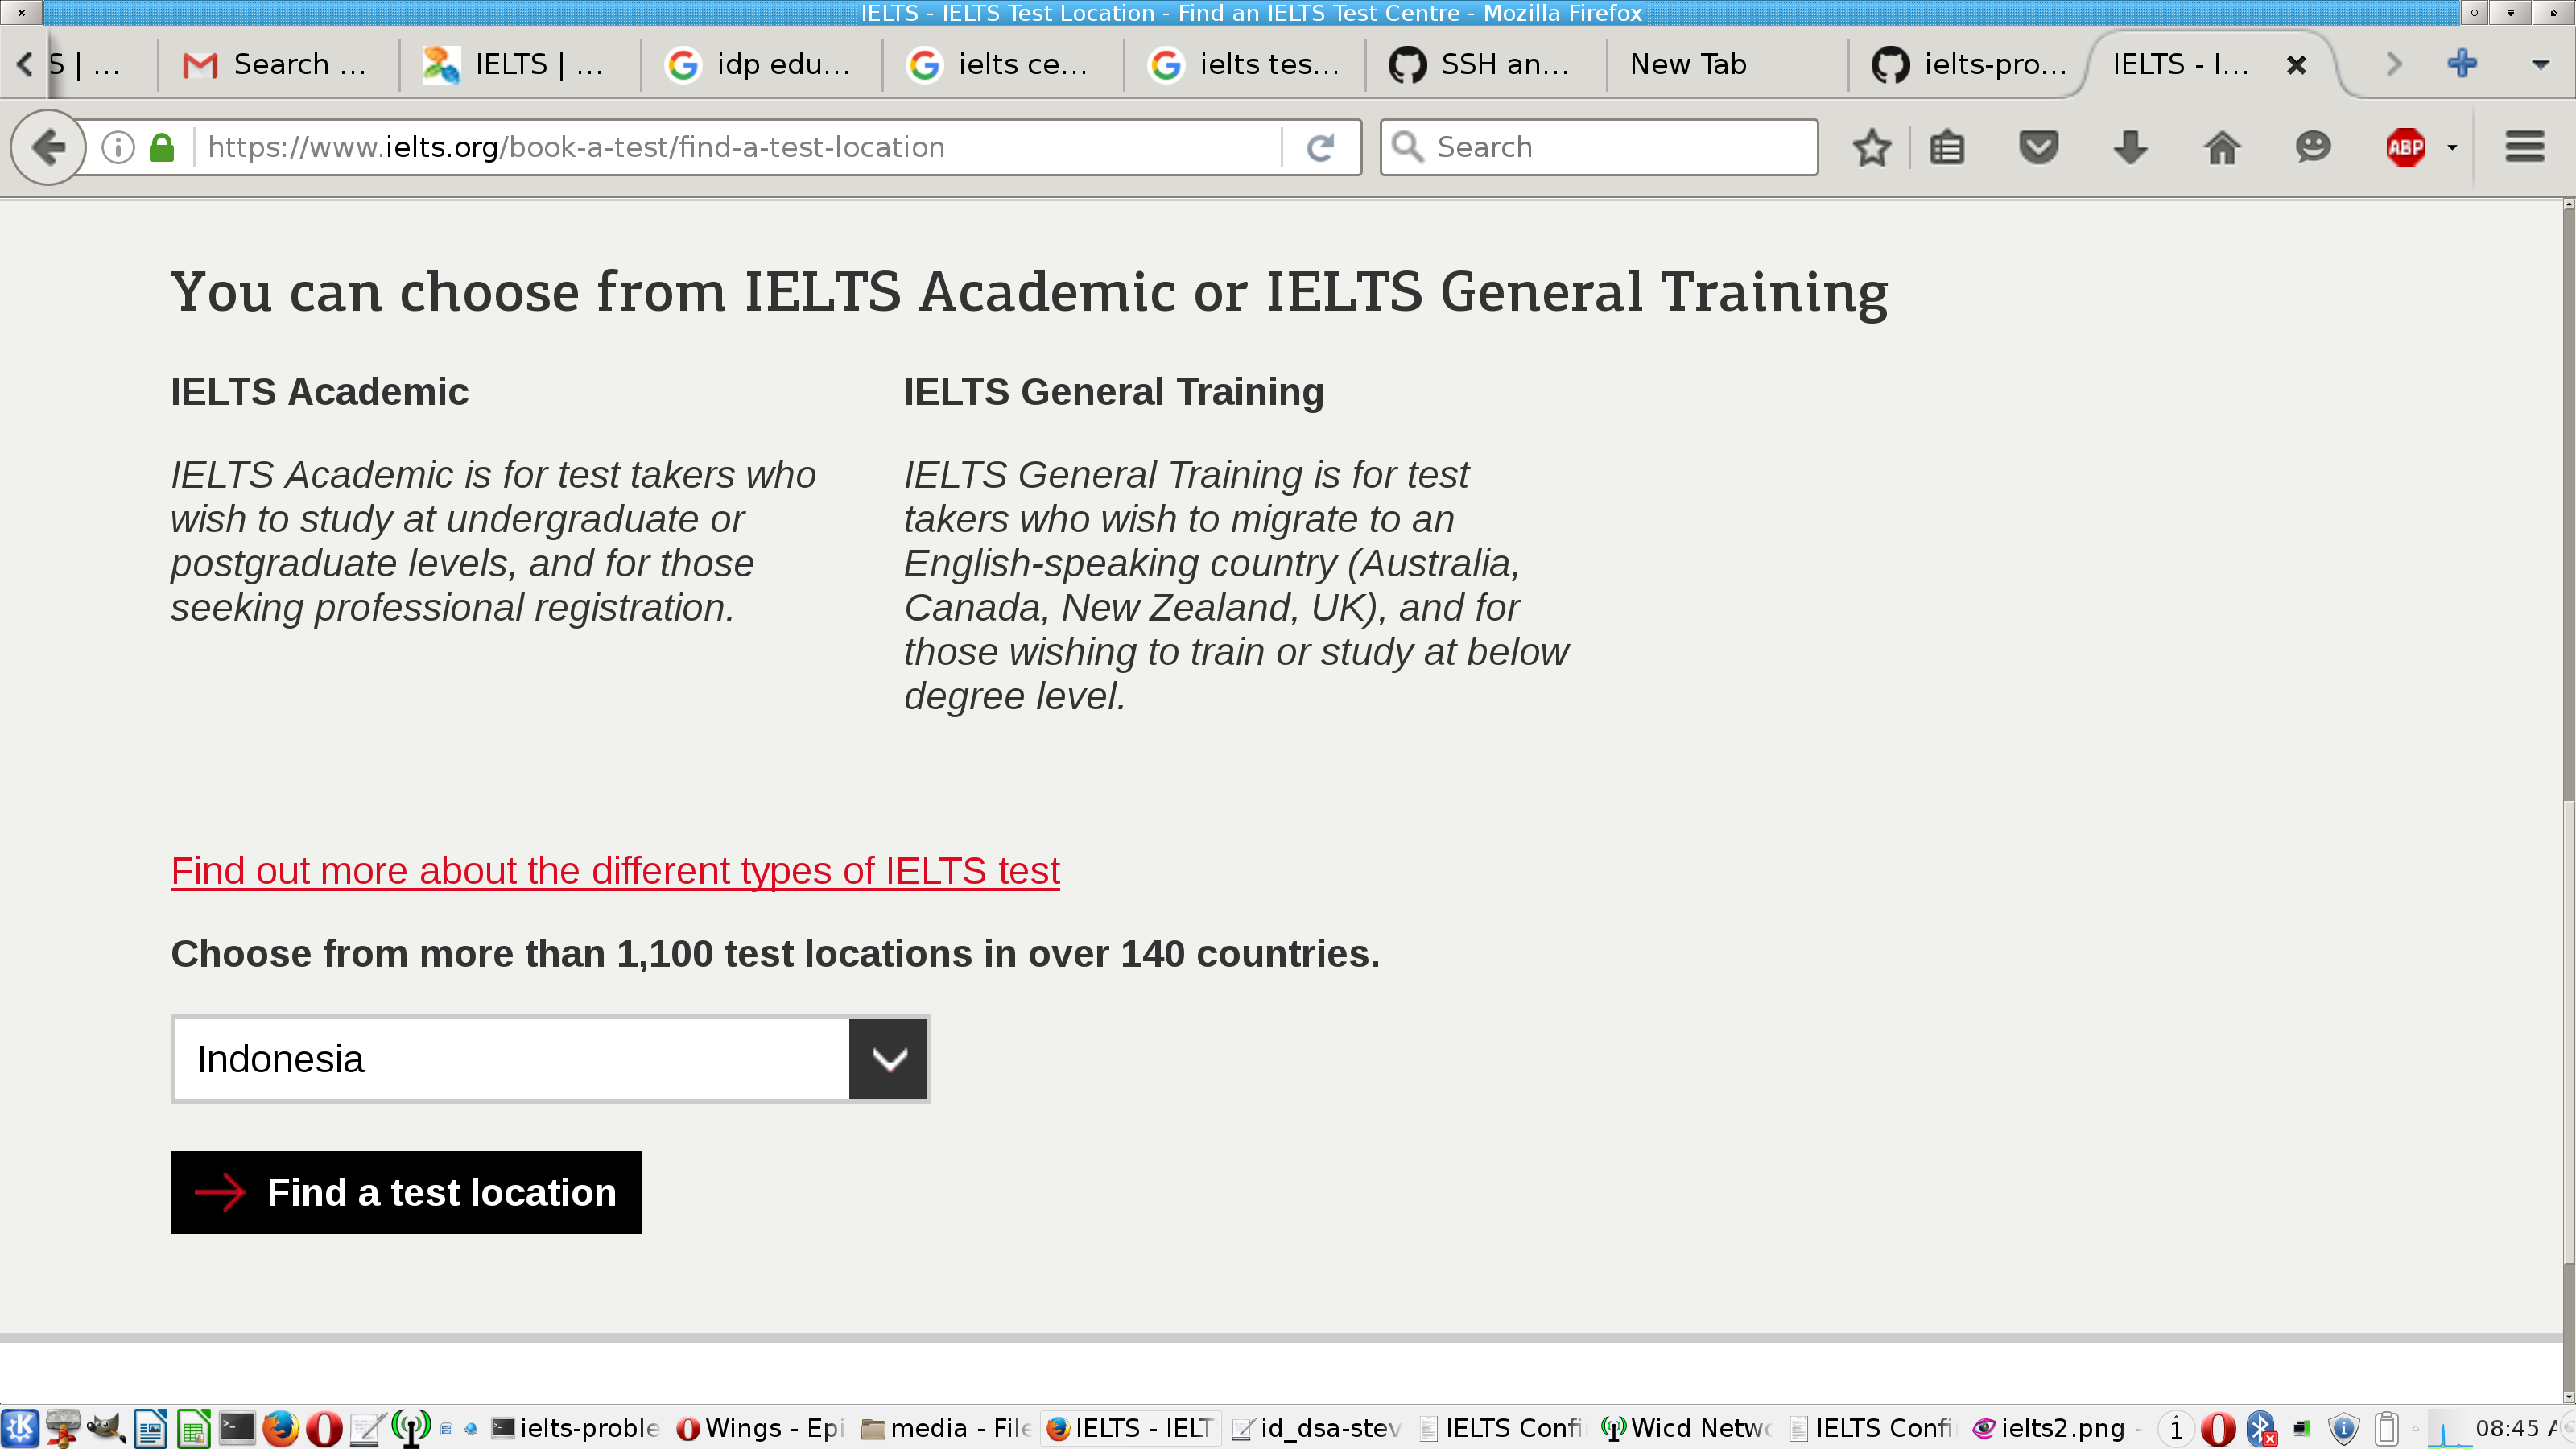 IELTS - IELTS Test Location - Find an IELTS Test Centre - Mozilla Firefox
S | ...
Search ...
IELTS | ...
idp edu...
ielts ce...
ielts tes...
SSH an...
New Tab
ielts-pro...
IELTS - I...
https://www.ielts.org/book-a-test/find-a-test-location
Search
ABP
You can choose from IELTS Academic or IELTS General Training
IELTS Academic
IELTS Academic is for test takers who
wish to study at undergraduate or
postgraduate levels, and for those
seeking professional registration.
IELTS General Training
IELTS General Training is for test
takers who wish to migrate to an
English-speaking country (Australia,
Canada, New Zealand, UK), and for
those wishing to train or study at below
degree level.
Find out more about the different types of IELTS test
Choose from more than 1,100 test locations in over 140 countries.
Indonesia
Find a test location
ielts-proble
Wings - Epi
media - File
IELTS - IELT
id_dsa-stev
IELTS Confi
Wicd Netwo
IELTS Confi
ielts2.png -
08:45 A